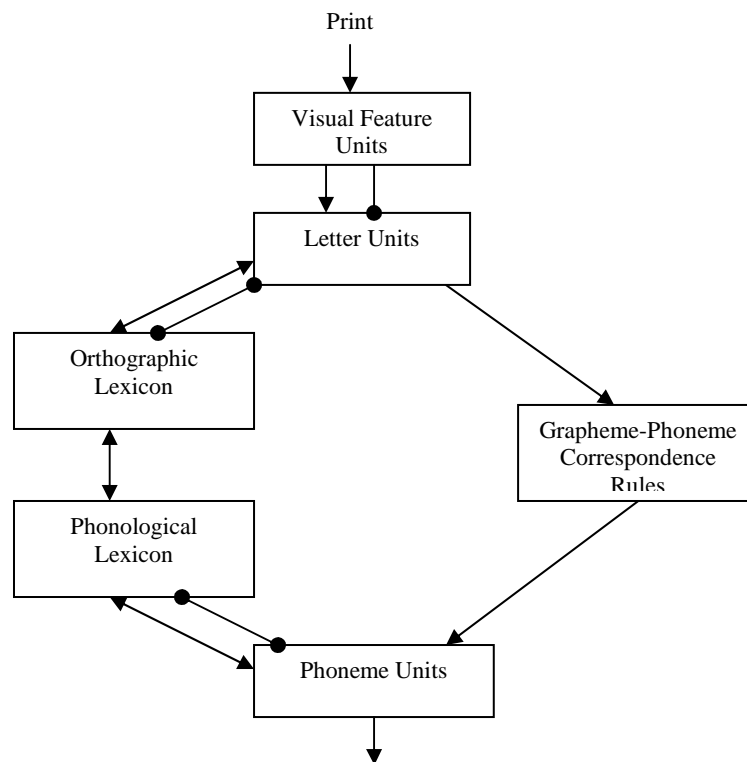 Print
Visual Feature
Units
Letter Units
Orthographic
Lexicon
Grapheme-Phoneme
Correspondence
Rules
Phonological
Lexicon
Phoneme Units